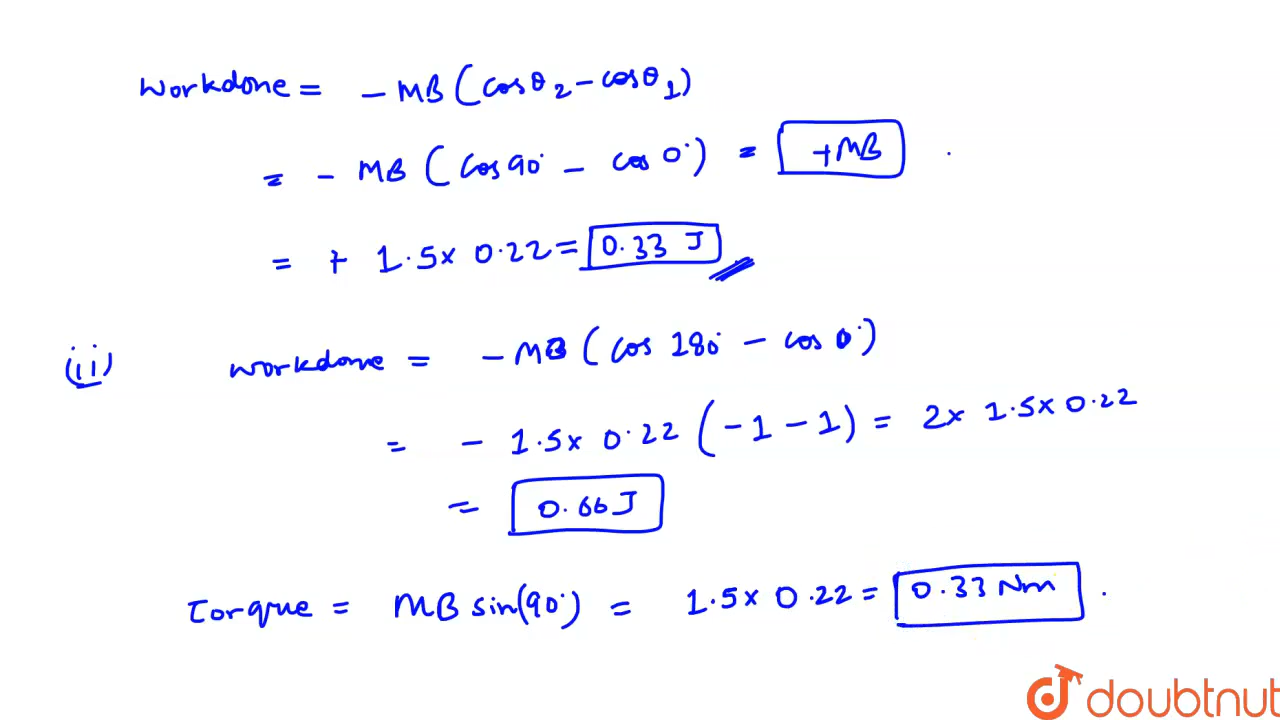 Workdone = - MB (cosθ2 - cosθ1)
= - MB (cos90° - cos 0°) = +MB
= + 1.5 x 0.22 = 0.33 J
(ii) workdone = - MB (cos 180° - cos 0°)
= - 1.5 x 0.22 (-1 - 1) = 2 x 1.5 x 0.22
= 0.66 J
Torque = MB sin(90°) = 1.5 x 0.22 = 0.33 Nm
doubtnut